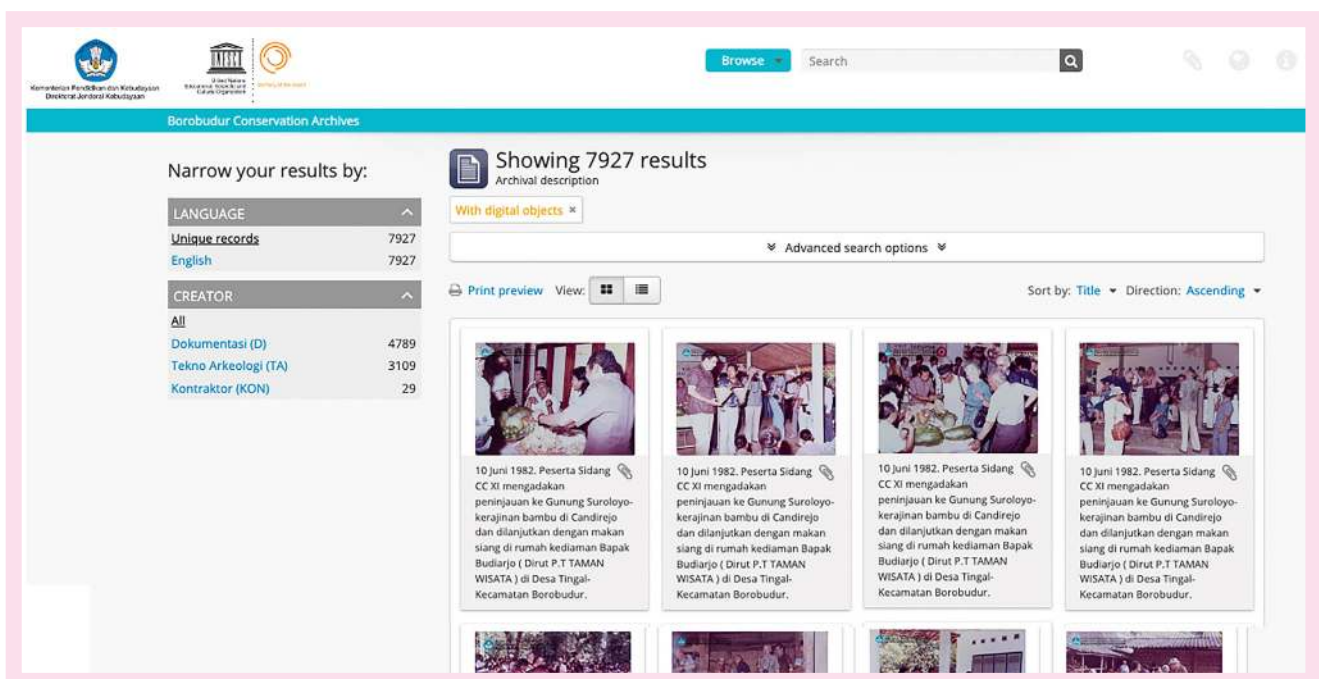 Kementerian Pendidikan dan Kebudayaan
Direktorat Jenderal Kebudayaan
United Nations
Educational, Scientific and
Cultural Organization
Browse
Search
Borobudur Conservation Archives
Narrow your results by:
LANGUAGE
Unique records 7927
English 7927
CREATOR
All
Dokumentasi (D) 4789
Tekno Arkeologi (TA) 3109
Kontraktor (KON) 29
Showing 7927 results
Archival description
With digital objects ×
Advanced search options
Print preview View:
Sort by: Title Direction: Ascending
10 Juni 1982. Peserta Sidang
CC XI mengadakan
peninjauan ke Gunung Suroloyo-
kerajinan bambu di Candirejo
dan dilanjutkan dengan makan
siang di rumah kediaman Bapak
Budiarjo ( Dirut P.T TAMAN
WISATA ) di Desa Tingal-
Kecamatan Borobudur.
10 Juni 1982. Peserta Sidang
CC XI mengadakan
peninjauan ke Gunung Suroloyo-
kerajinan bambu di Candirejo
dan dilanjutkan dengan makan
siang di rumah kediaman Bapak
Budiarjo ( Dirut P.T TAMAN
WISATA ) di Desa Tingal-
Kecamatan Borobudur.
10 Juni 1982. Peserta Sidang
CC XI mengadakan
peninjauan ke Gunung Suroloyo-
kerajinan bambu di Candirejo
dan dilanjutkan dengan makan
siang di rumah kediaman Bapak
Budiarjo ( Dirut P.T TAMAN
WISATA ) di Desa Tingal-
Kecamatan Borobudur.
10 Juni 1982. Peserta Sidang
CC XI mengadakan
peninjauan ke Gunung Suroloyo-
kerajinan bambu di Candirejo
dan dilanjutkan dengan makan
siang di rumah kediaman Bapak
Budiarjo ( Dirut P.T TAMAN
WISATA ) di Desa Tingal-
Kecamatan Borobudur.